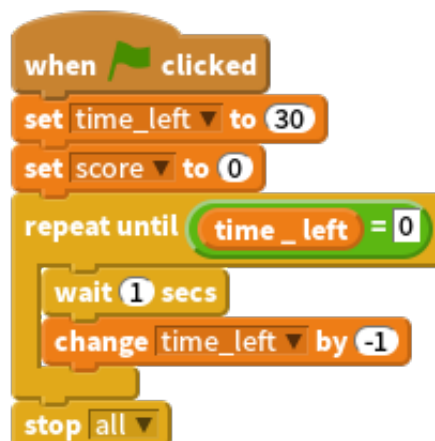 when clicked
set time_left to 30
set score to 0
repeat until time _ left = 0
wait 1 secs
change time_left by -1
stop all